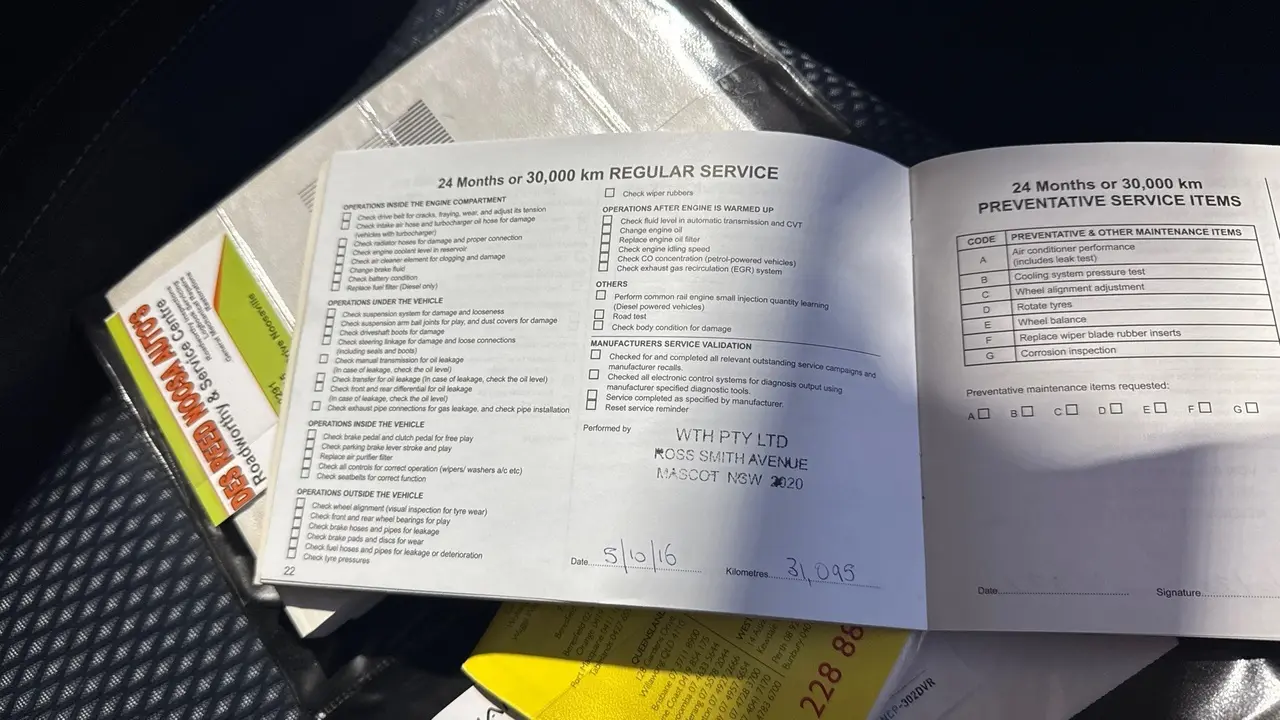 24 Months or 30,000 km REGULAR SERVICE
OPERATIONS INSIDE THE ENGINE COMPARTMENT
Check drive belt for cracks, fraying, wear, and adjust its tension
Check intake air hose and turbocharger oil hose for damage
(vehicles with turbocharger)
Check radiator hoses for damage and proper connection
Check engine coolant level in reservoir
Check air cleaner element for clogging and damage
Change brake fluid
Check battery condition
Replace fuel filter (Diesel only)
OPERATIONS UNDER THE VEHICLE
Check suspension system for damage and looseness
Check suspension arm ball joints for play, and dust covers for damage
Check driveshaft boots for damage
Check steering linkage for damage and loose connections
(including seals and boots)
Check manual transmission for oil leakage
(In case of leakage, check the oil level)
Check transfer for oil leakage (In case of leakage, check the oil level)
Check front and rear differential for oil leakage
(In case of leakage, check the oil level)
Check exhaust pipe connections for gas leakage, and check pipe installation
OPERATIONS INSIDE THE VEHICLE
Check brake pedal and clutch pedal for free play
Check parking brake lever stroke and play
Replace air purifier filter
Check all controls for correct operation (wipers/ washers a/c etc)
Check seatbelts for correct function
OPERATIONS OUTSIDE THE VEHICLE
Check wheel alignment (visual inspection for tyre wear)
Check front and rear wheel bearings for play
Check brake hoses and pipes for leakage
Check brake pads and discs for wear
Check fuel hoses and pipes for leakage or deterioration
Check tyre pressures
22
Check wiper rubbers
OPERATIONS AFTER ENGINE IS WARMED UP
Check fluid level in automatic transmission and CVT
Change engine oil
Replace engine oil filter
Check engine idling speed
Check CO concentration (petrol-powered vehicles)
Check exhaust gas recirculation (EGR) system
OTHERS
Perform common rail engine small injection quantity learning
(Diesel powered vehicles)
Road test
Check body condition for damage
MANUFACTURERS SERVICE VALIDATION
Checked for and completed all relevant outstanding service campaigns and
manufacturer recalls.
Checked all electronic control systems for diagnosis output using
manufacturer specified diagnostic tools.
Service completed as specified by manufacturer.
Reset service reminder
Performed by
WTH PTY LTD
ROSS SMITH AVENUE
MASCOT NSW 2020
Date 5/10/16 Kilometres 31,095
24 Months or 30,000 km
PREVENTATIVE SERVICE ITEMS
CODE PREVENTATIVE & OTHER MAINTENANCE ITEMS
A Air conditioner performance
(includes leak test)
B Cooling system pressure test
C Wheel alignment adjustment
D Rotate tyres
E Wheel balance
F Replace wiper blade rubber inserts
G Corrosion inspection
Preventative maintenance items requested:
A B C D E F G
Date Signature
DES REED NOOSA AUTOS
Roadworthy & Service Centre
QUEENSLAND
228 88